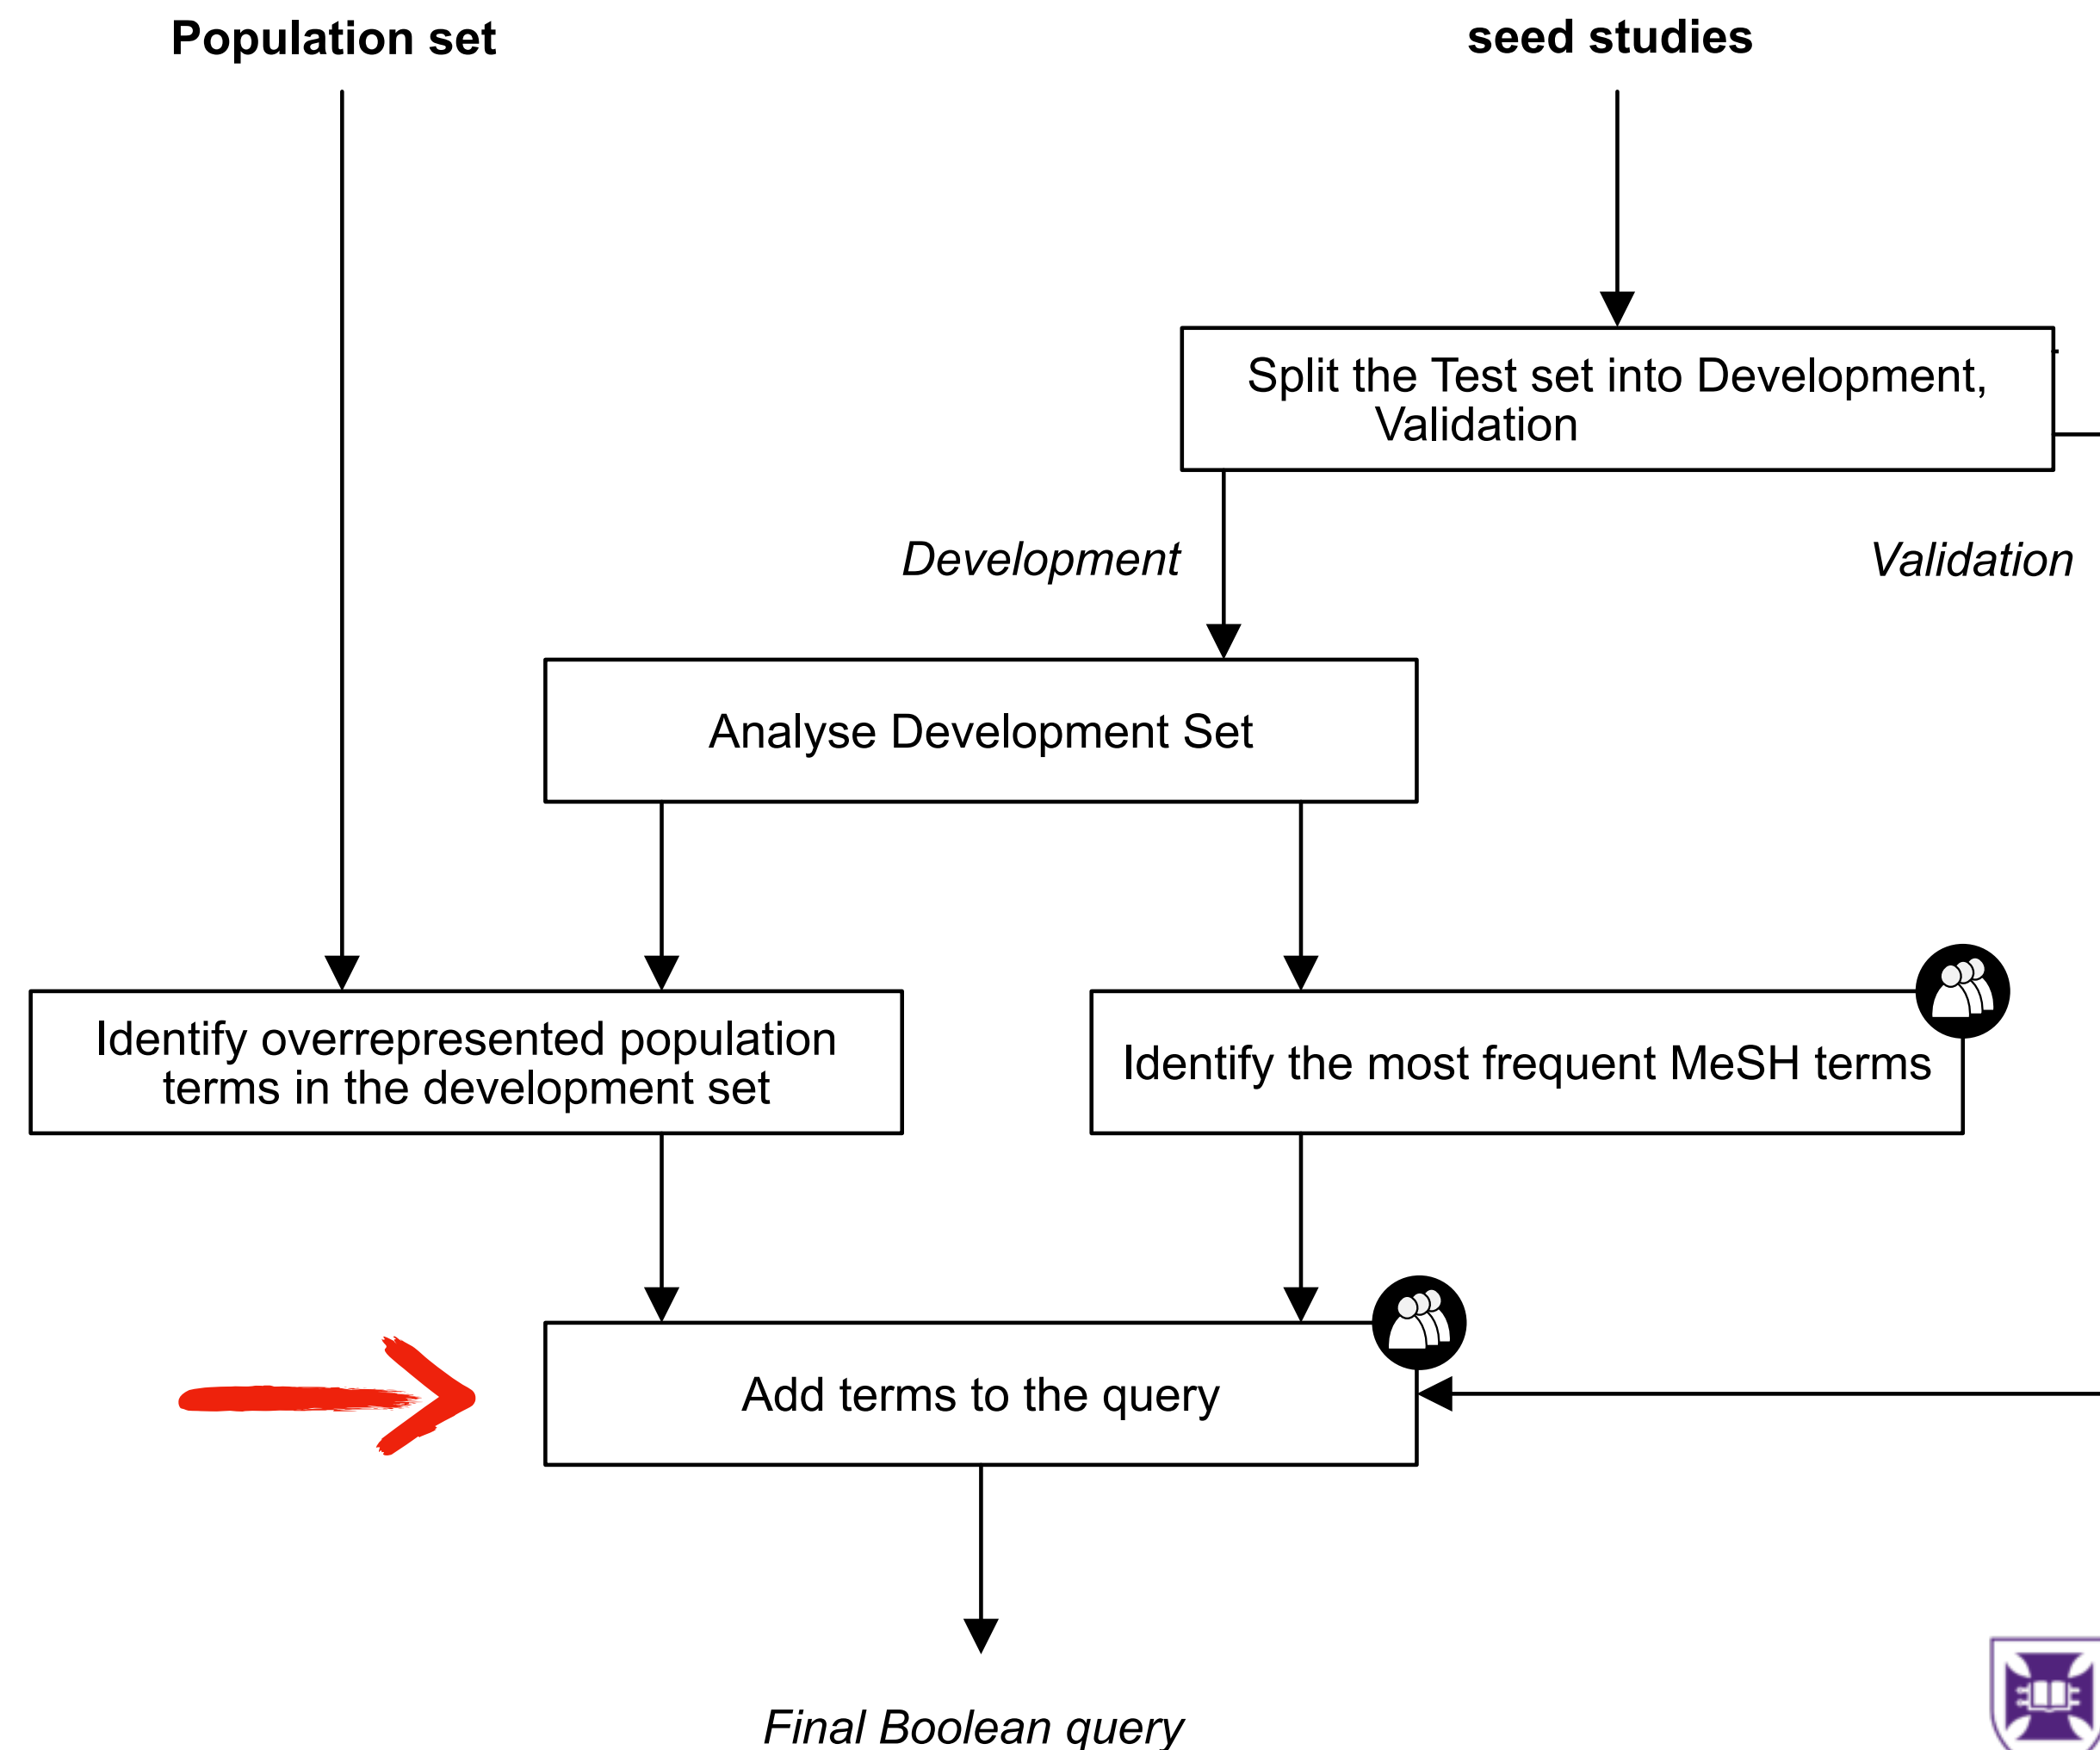 Population set
seed studies
Split the Test set into Development,
Validation
Development
Validation
Analyse Development Set
Identify overrepresented population
terms in the development set
Identify the most frequent MeSH terms
Add terms to the query
Final Boolean query